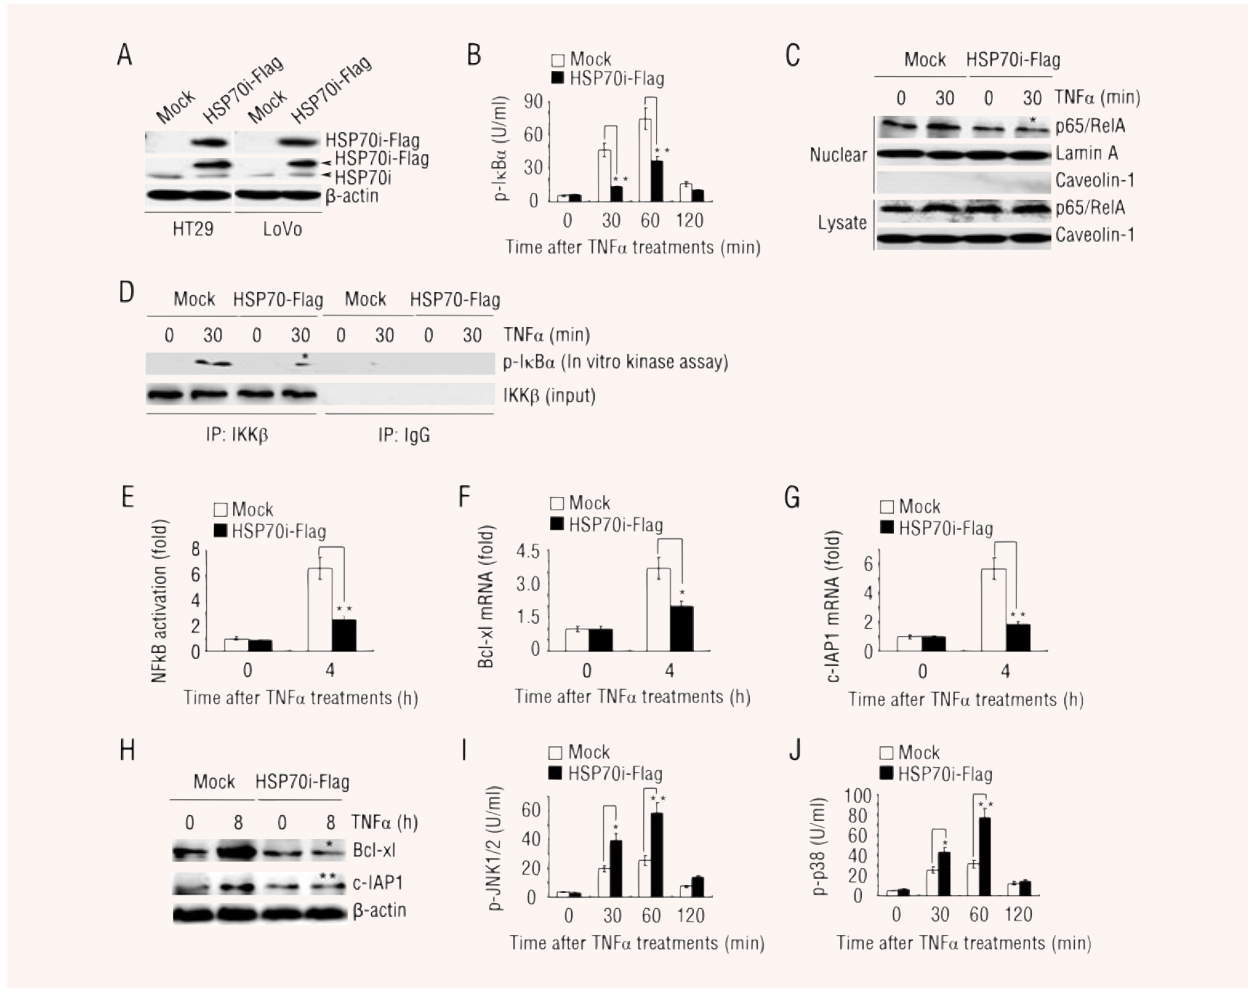 A
Mock
HSP70i-Flag
Mock
HSP70i-Flag
HSP70i-Flag
HSP70i-Flag
HSP70i
β-actin
HT29
LoVo
B
Mock
HSP70i-Flag
p-IκBα (U/ml)
90
60
30
0
* *
* *
0 30 60 120
Time after TNFα treatments (min)
C
Mock HSP70i-Flag
0 30 0 30 TNFα (min)
*
Nuclear
p65/RelA
Lamin A
Caveolin-1
Lysate
p65/RelA
Caveolin-1
D
Mock HSP70-Flag Mock HSP70-Flag
0 30 0 30 0 30 0 30 TNFα (min)
*
p-IκBα (In vitro kinase assay)
IKKβ (input)
IP: IKKβ IP: IgG
E
Mock
HSP70i-Flag
NFkB activation (fold)
8
6
4
2
0
* *
0 4
Time after TNFα treatments (h)
F
Mock
HSP70i-Flag
Bcl-xl mRNA (fold)
4.5
3.0
1.5
0
*
0 4
Time after TNFα treatments (h)
G
Mock
HSP70i-Flag
c-IAP1 mRNA (fold)
6
4
2
0
* *
0 4
Time after TNFα treatments (h)
H
Mock HSP70i-Flag
0 8 0 8 TNFα (h)
*
Bcl-xl
**
c-IAP1
β-actin
I
Mock
HSP70i-Flag
p-JNK1/2 (U/ml)
60
40
20
0
*
* *
0 30 60 120
Time after TNFα treatments (min)
J
Mock
HSP70i-Flag
p-p38 (U/ml)
100
80
60
40
20
0
*
* *
0 30 60 120
Time after TNFα treatments (min)